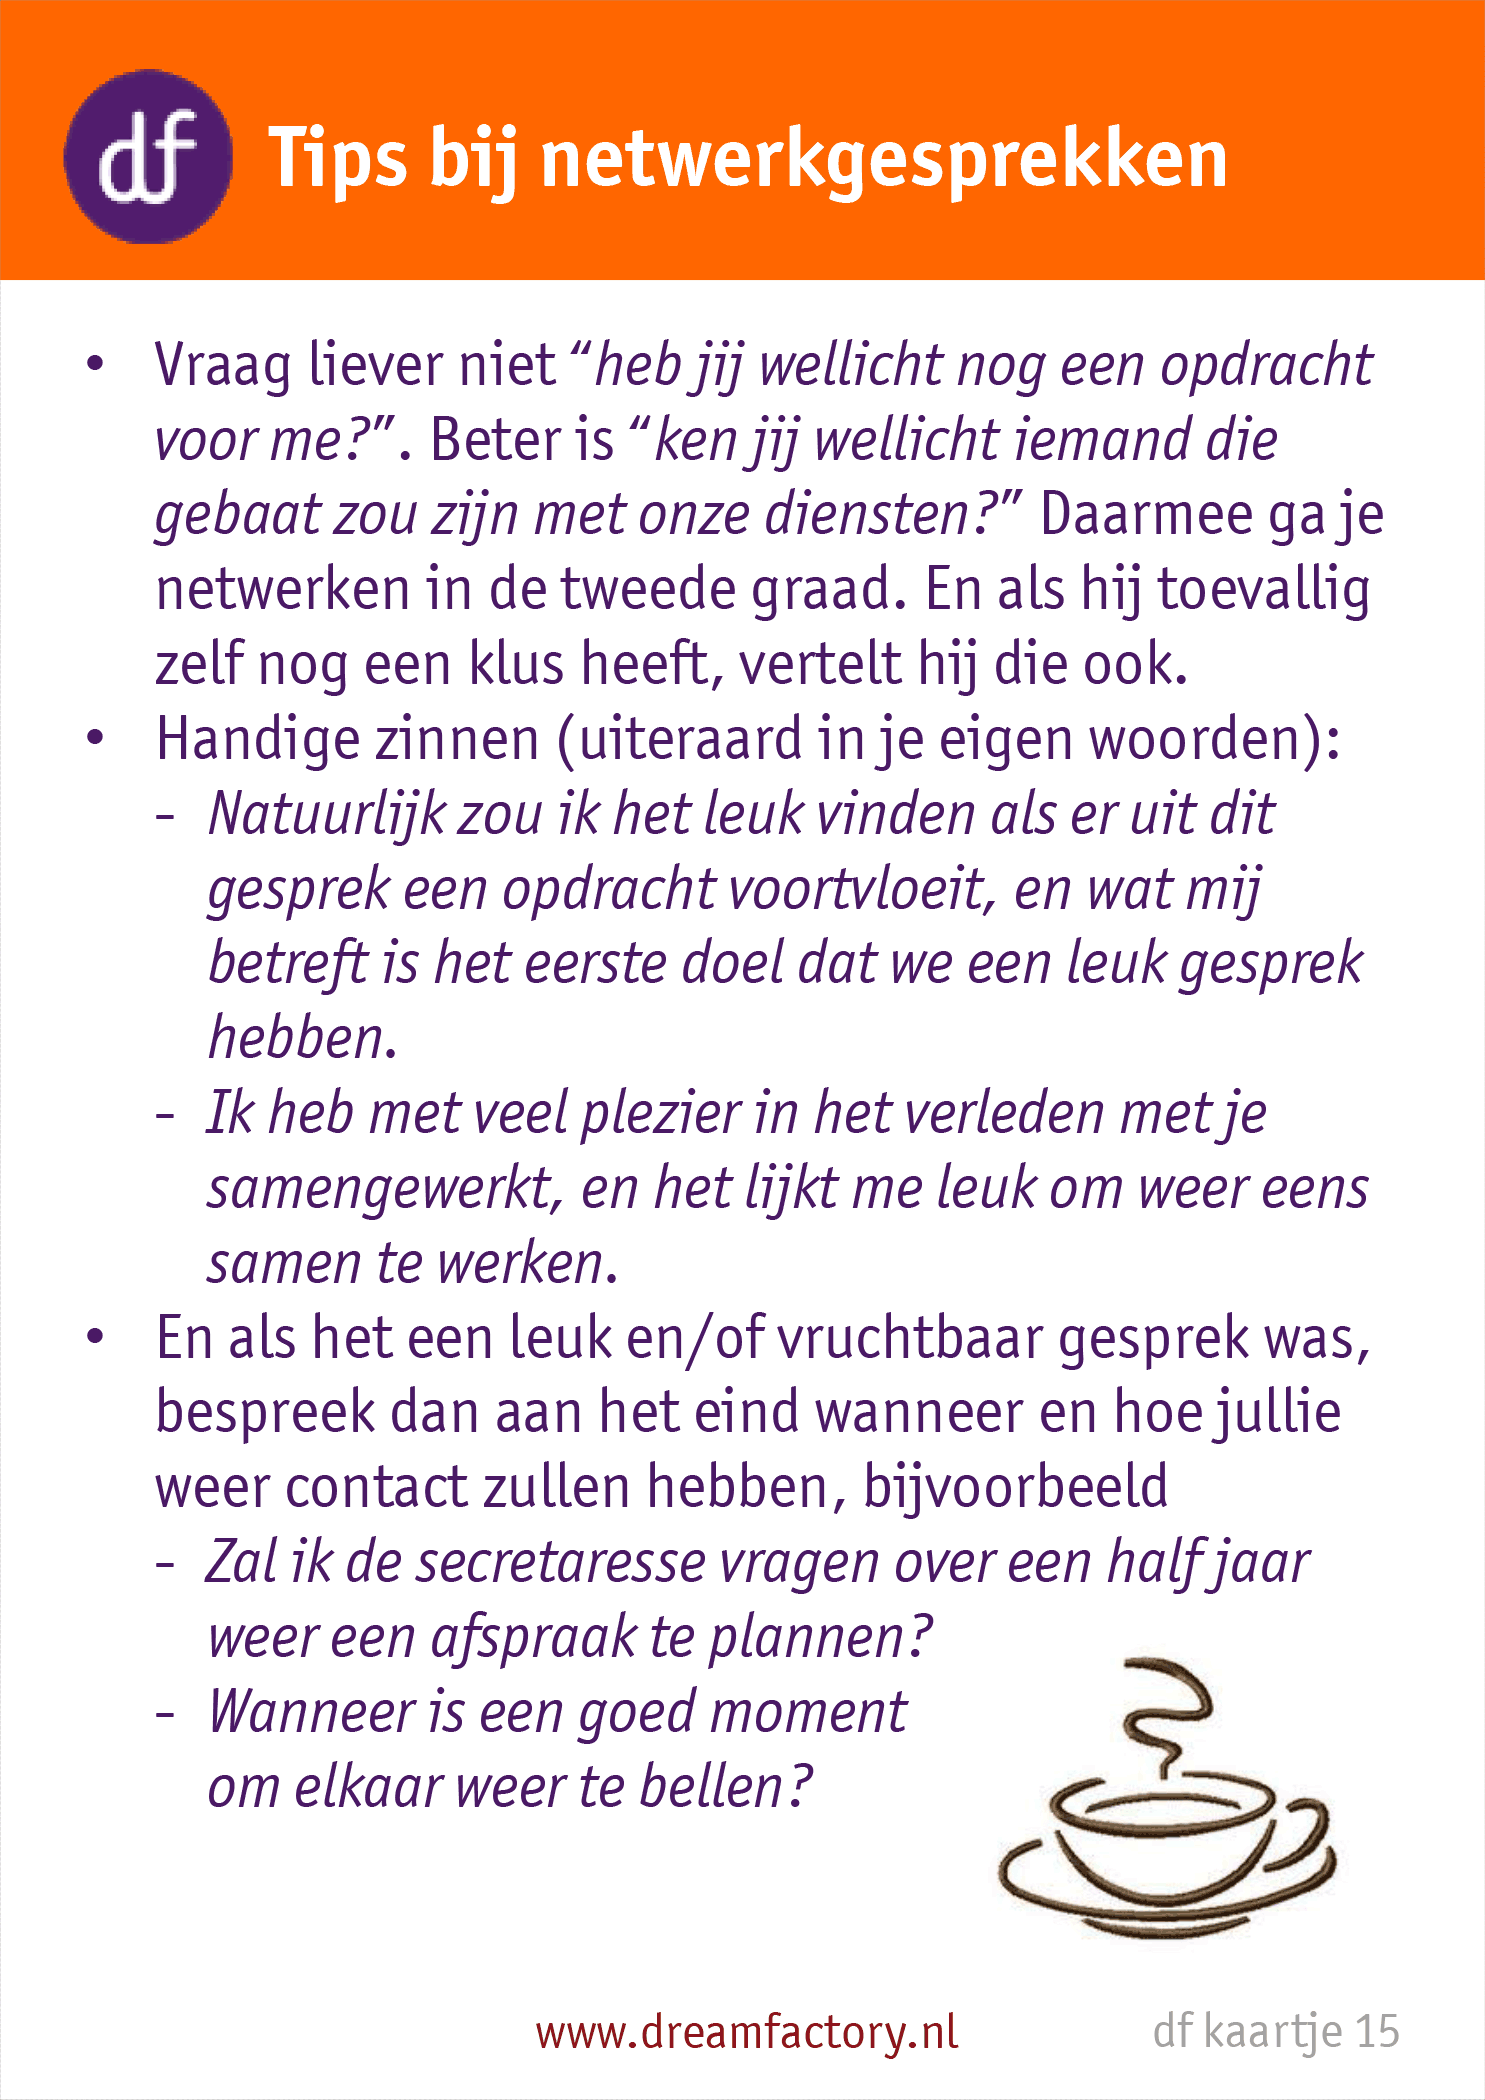 df
Tips bij netwerkgesprekken
• Vraag liever niet “heb jij wellicht nog een opdracht
voor me?”. Beter is “ken jij wellicht iemand die
gebaat zou zijn met onze diensten?” Daarmee ga je
netwerken in de tweede graad. En als hij toevallig
zelf nog een klus heeft, vertelt hij die ook.
• Handige zinnen (uiteraard in je eigen woorden):
- Natuurlijk zou ik het leuk vinden als er uit dit
gesprek een opdracht voortvloeit, en wat mij
betreft is het eerste doel dat we een leuk gesprek
hebben.
- Ik heb met veel plezier in het verleden met je
samengewerkt, en het lijkt me leuk om weer eens
samen te werken.
• En als het een leuk en/of vruchtbaar gesprek was,
bespreek dan aan het eind wanneer en hoe jullie
weer contact zullen hebben, bijvoorbeeld
- Zal ik de secretaresse vragen over een half jaar
weer een afspraak te plannen?
- Wanneer is een goed moment
om elkaar weer te bellen?
www.dreamfactory.nl
df kaartje 15